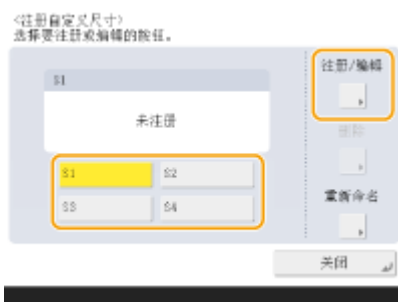 <注册自定义尺寸>
选择要注册或编辑的按钮。
S1
未注册
S1
S2
S3
S4
注册/编辑
删除
重新命名
关闭